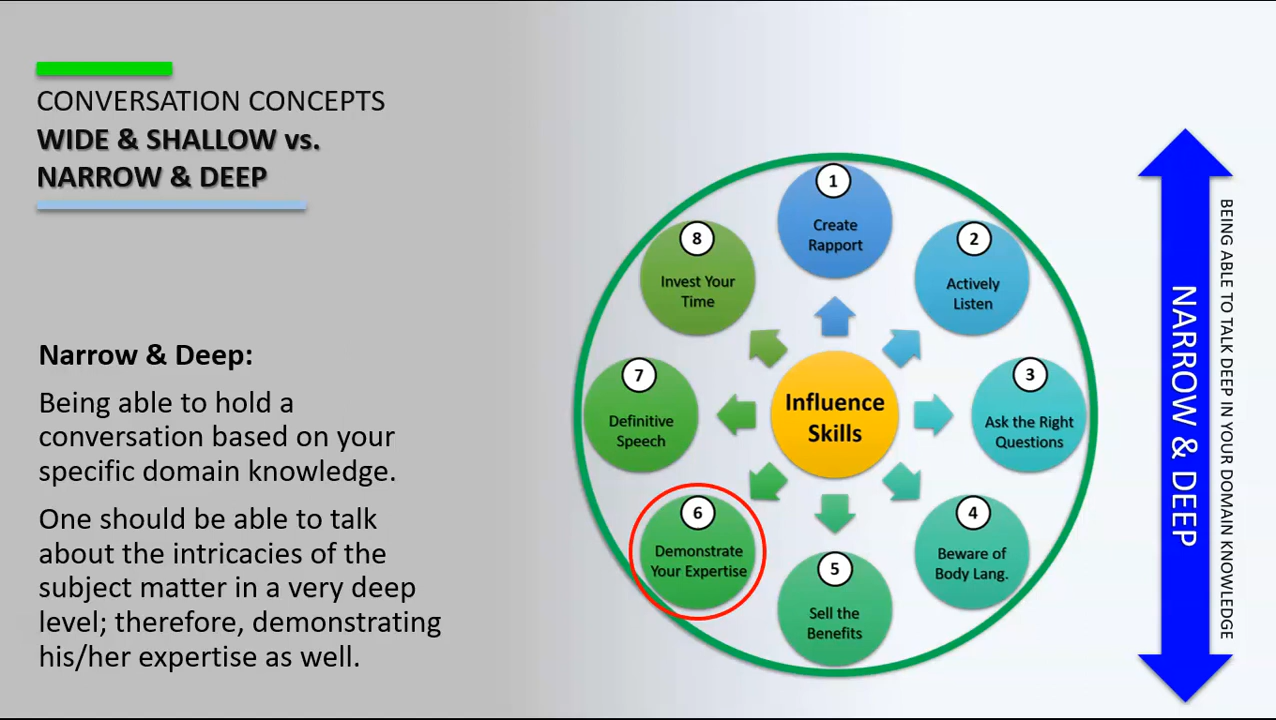 CONVERSATION CONCEPTS
WIDE & SHALLOW vs.
NARROW & DEEP
Narrow & Deep:
Being able to hold a
conversation based on your
specific domain knowledge.
One should be able to talk
about the intricacies of the
subject matter in a very deep
level; therefore, demonstrating
his/her expertise as well.
Influence
Skills
1
Create
Rapport
2
Actively
Listen
3
Ask the Right
Questions
4
Beware of
Body Lang.
5
Sell the
Benefits
6
Demonstrate
Your Expertise
7
Definitive
Speech
8
Invest Your
Time
NARROW & DEEP
BEING ABLE TO TALK DEEP IN YOUR DOMAIN KNOWLEDGE